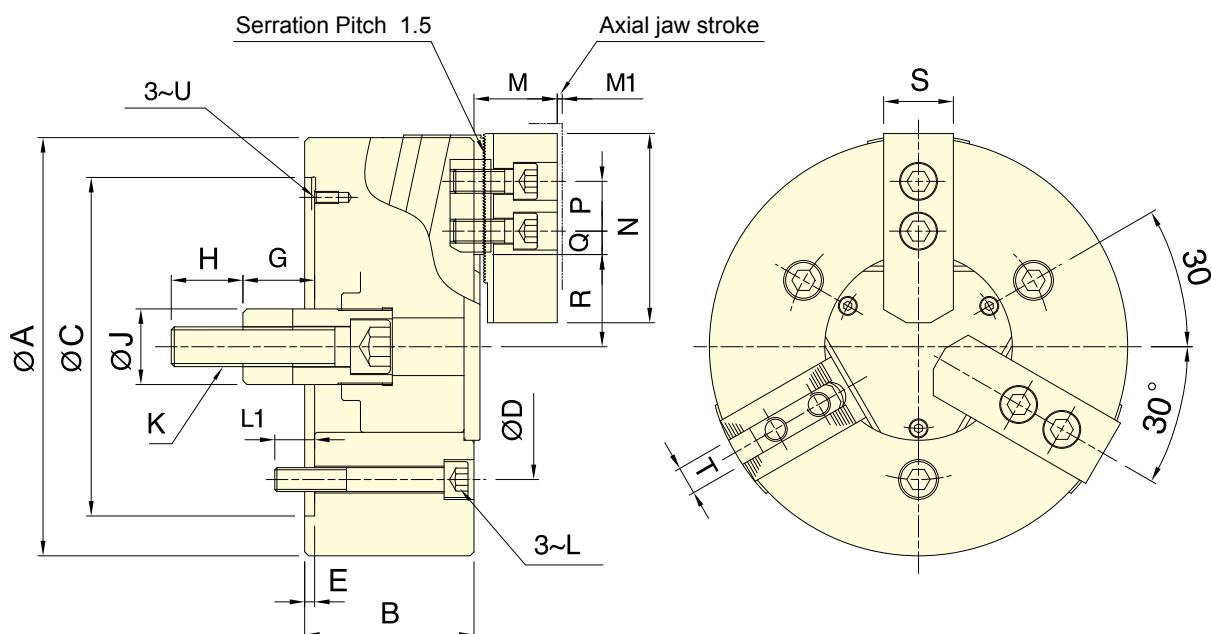 Serration Pitch 1.5
Axial jaw stroke
M
M1
S
3~U
P
N
Q
H
G
R
30
ØA
ØC
ØJ
K
L1
ØD
30°
T
3~L
E
B